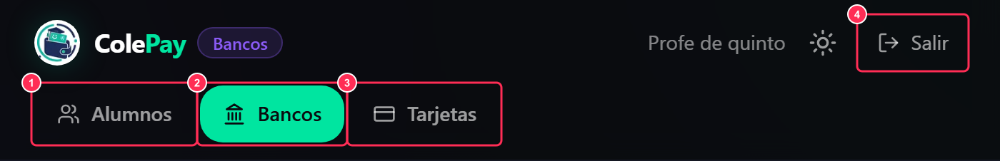 ColePay Bancos Profe de quinto 4 Salir
1 Alumnos 2 Bancos 3 Tarjetas